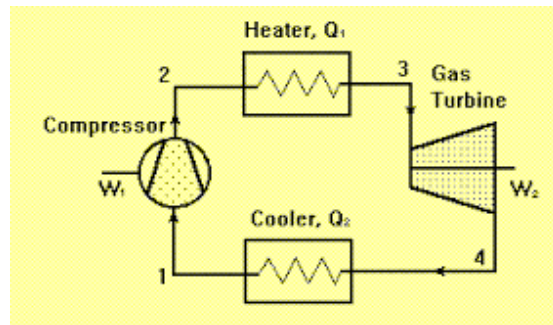 Heater, Q₁
2
3
Gas
Turbine
Compressor
W₁
W₂
Cooler, Q₂
1
4